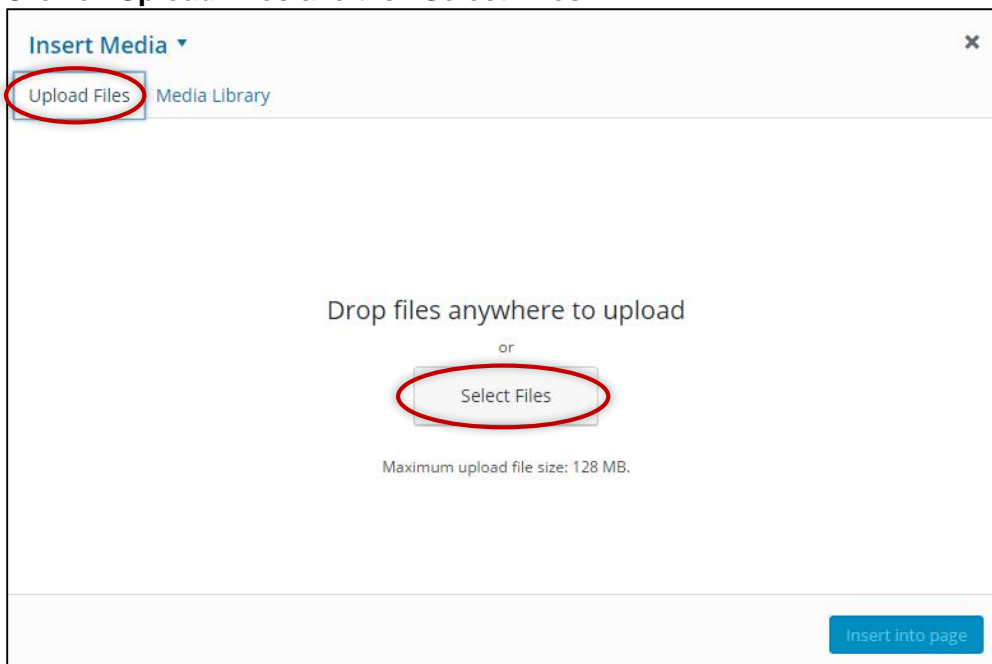 Insert Media
Upload Files Media Library
Drop files anywhere to upload
or
Select Files
Maximum upload file size: 128 MB.
Insert into page